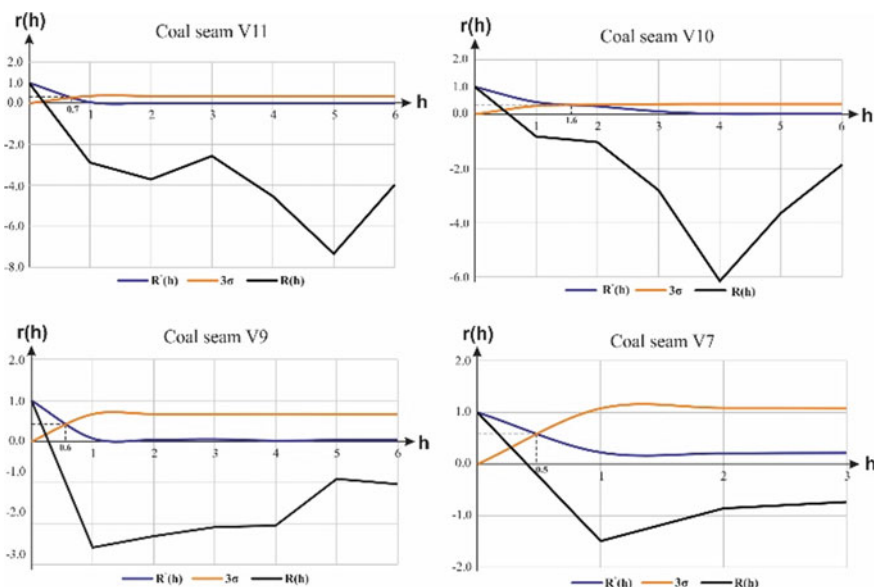 r(h)
Coal seam V11
2.0
1.0
0.0
0.7
1 2 3 4 5 6
h
-2.0
-4.0
-6.0
-8.0
R*(h) 3σ R(h)
r(h)
Coal seam V10
2.0
1.0
0.0
1.6
1 2 3 4 5 6
h
-2.0
-4.0
-6.0
R*(h) 3σ R(h)
r(h)
Coal seam V9
2.0
1.0
0.0
0.6
1 2 3 4 5 6
h
-1.0
-2.0
-3.0
R*(h) 3σ R(h)
r(h)
Coal seam V7
2.0
1.0
0.0
0.5
1 2 3
h
-1.0
-2.0
R*(h) 3σ R(h)